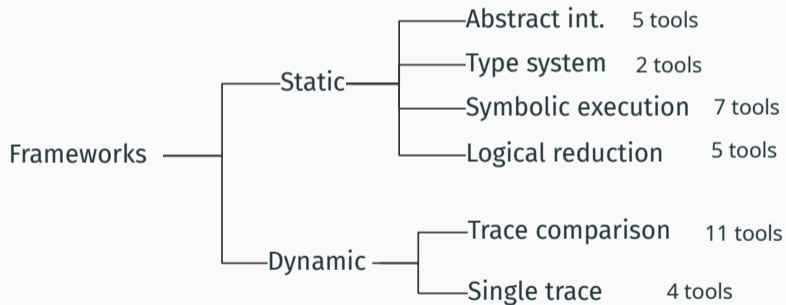 Abstract int. 5 tools
Type system 2 tools
Static
Symbolic execution 7 tools
Frameworks
Logical reduction 5 tools
Trace comparison 11 tools
Dynamic
Single trace 4 tools